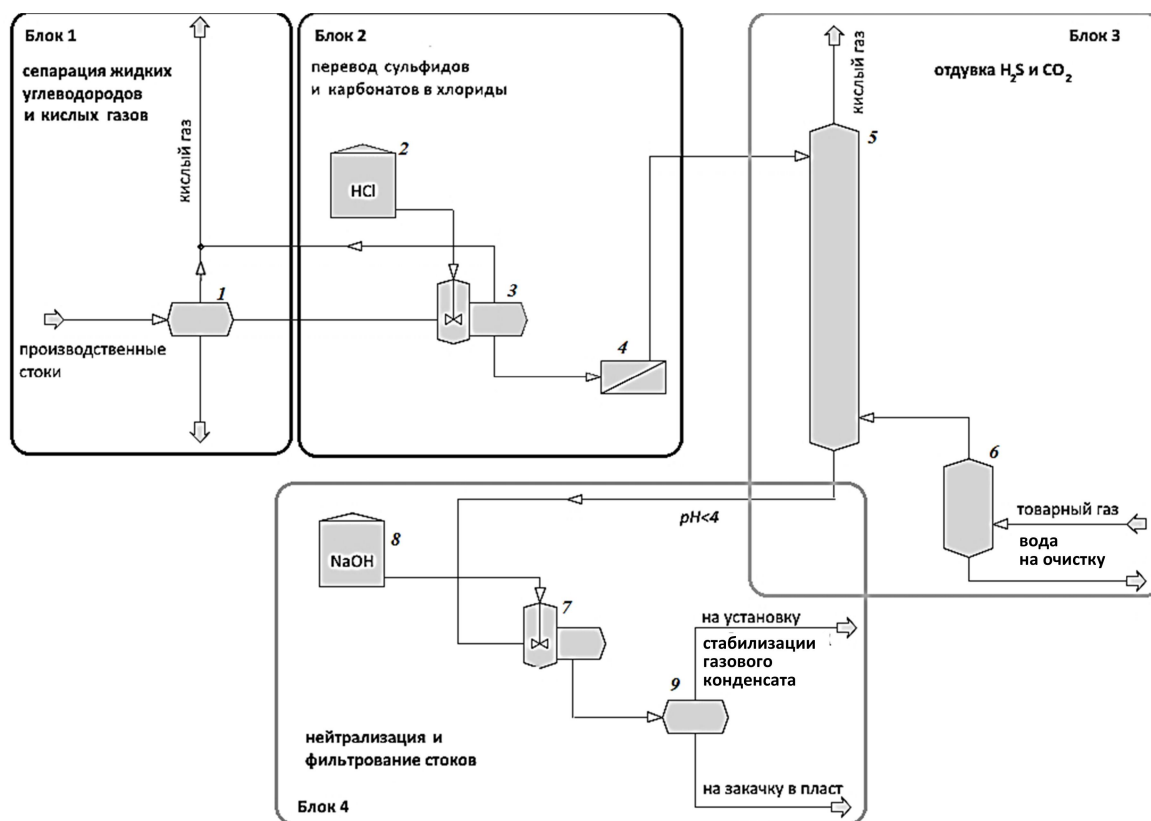 Блок 1
сепарация жидких
углеводородов
и кислых газов
кислый газ
1
производственные
стоки
Блок 2
перевод сульфидов
и карбонатов в хлориды
2
HCl
3
4
Блок 3
отдувка H₂S и CO₂
кислый газ
5
6
товарный газ
вода
на очистку
pH<4
8
NaOH
7
на установку
стабилизации
газового
конденсата
9
нейтрализация и
фильтрование стоков
на закачку в пласт
Блок 4